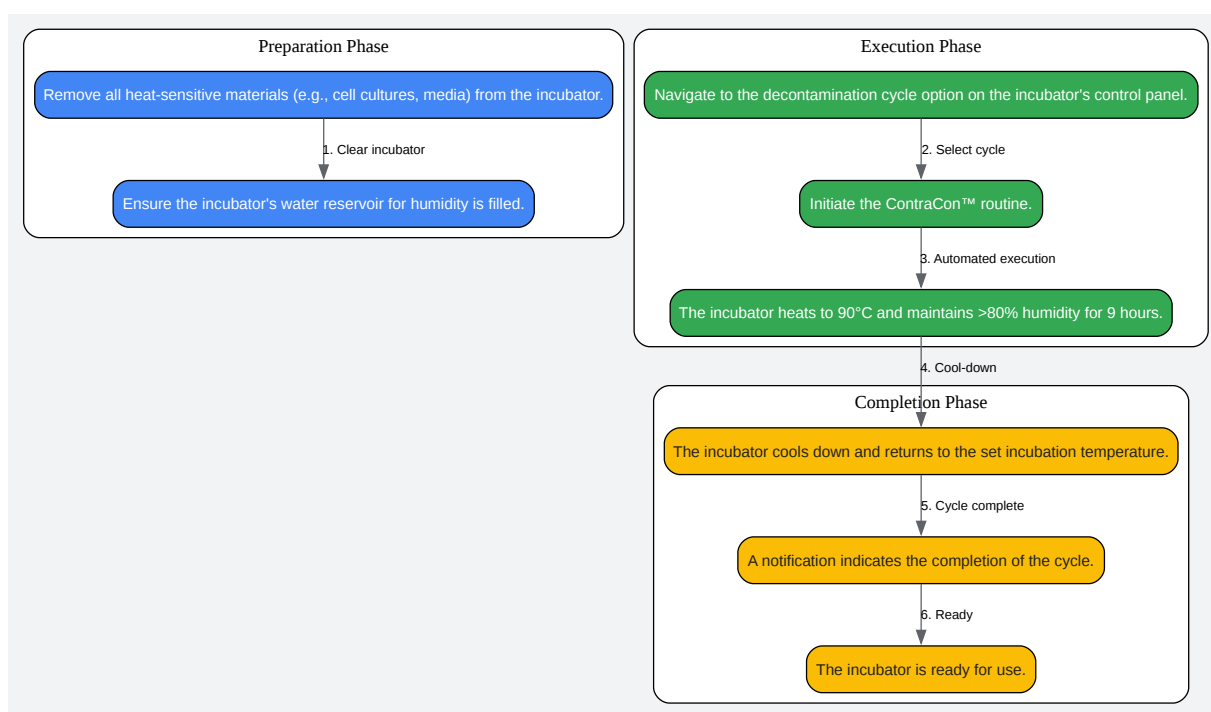 Preparation Phase
Remove all heat-sensitive materials (e.g., cell cultures, media) from the incubator.
1. Clear incubator
Ensure the incubator's water reservoir for humidity is filled.
Execution Phase
Navigate to the decontamination cycle option on the incubator's control panel.
2. Select cycle
Initiate the ContraCon™ routine.
3. Automated execution
The incubator heats to 90°C and maintains >80% humidity for 9 hours.
4. Cool-down
Completion Phase
The incubator cools down and returns to the set incubation temperature.
5. Cycle complete
A notification indicates the completion of the cycle.
6. Ready
The incubator is ready for use.